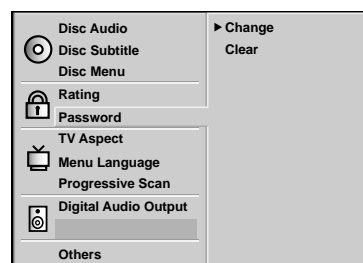 Disc Audio
Disc Subtitle
Disc Menu
Rating
Password
TV Aspect
Menu Language
Progressive Scan
Digital Audio Output
Others
Change
Clear